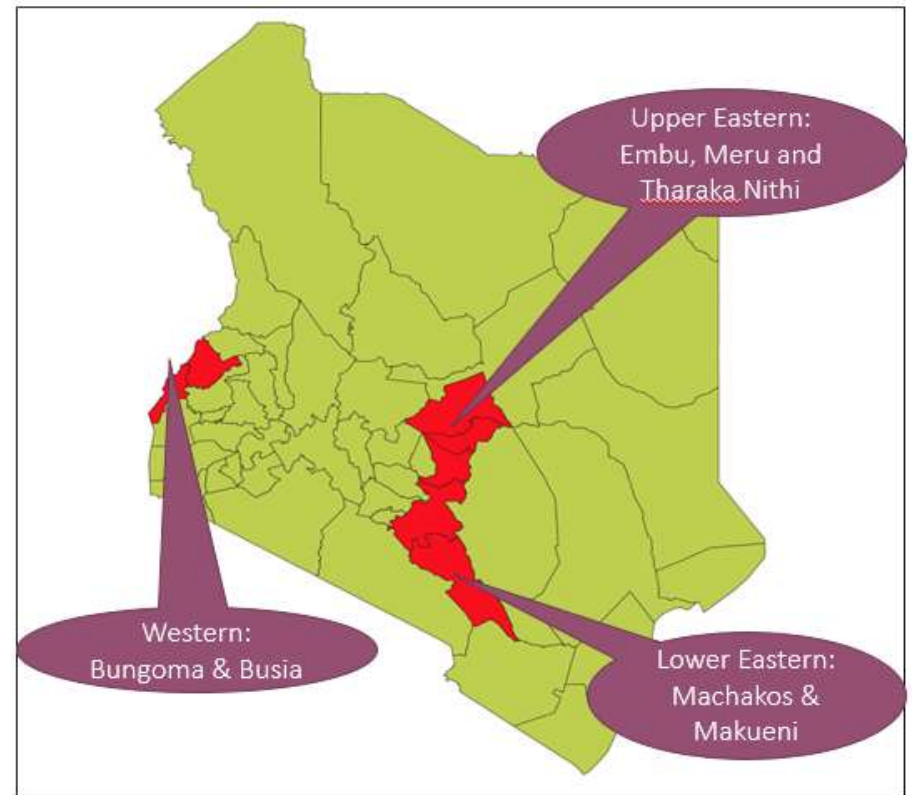 Upper Eastern:
Embu, Meru and
Tharaka Nithi
Western:
Bungoma & Busia
Lower Eastern:
Machakos &
Makueni